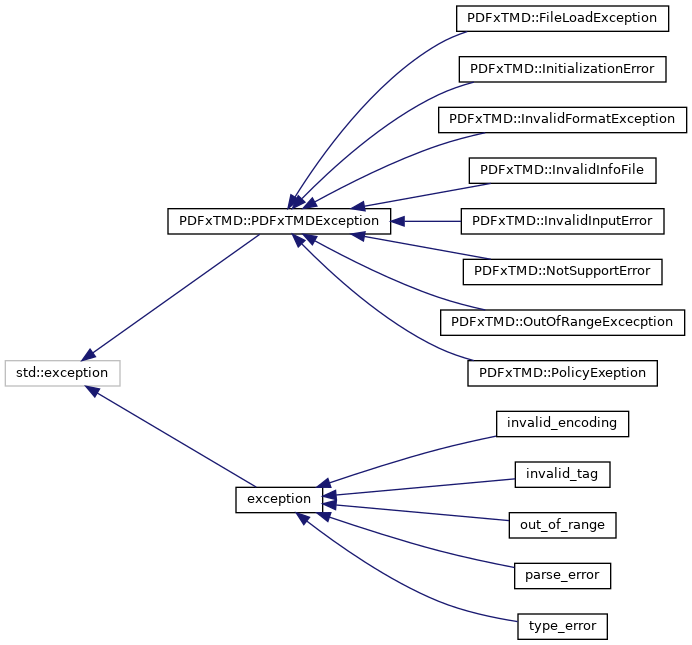 PDFxTMD::FileLoadException
PDFxTMD::InitializationError
PDFxTMD::InvalidFormatException
PDFxTMD::InvalidInfoFile
PDFxTMD::PDFxTMDException
PDFxTMD::InvalidInputError
PDFxTMD::NotSupportError
PDFxTMD::OutOfRangeExcecption
std::exception
PDFxTMD::PolicyExeption
invalid_encoding
invalid_tag
exception
out_of_range
parse_error
type_error